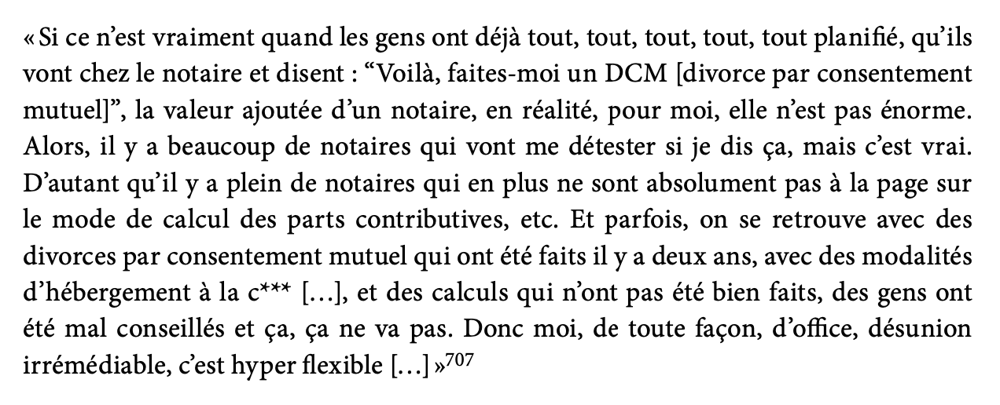 « Si ce n’est vraiment quand les gens ont déjà tout, tout, tout, tout, tout planifié, qu’ils
vont chez le notaire et disent : “Voilà, faites-moi un DCM [divorce par consentement
mutuel]”, la valeur ajoutée d’un notaire, en réalité, pour moi, elle n’est pas énorme.
Alors, il y a beaucoup de notaires qui vont me détester si je dis ça, mais c’est vrai.
D’autant qu’il y a plein de notaires qui en plus ne sont absolument pas à la page sur
le mode de calcul des parts contributives, etc. Et parfois, on se retrouve avec des
divorces par consentement mutuel qui ont été faits il y a deux ans, avec des modalités
d’hébergement à la c*** […], et des calculs qui n’ont pas été bien faits, des gens ont
été mal conseillés et ça, ça ne va pas. Donc moi, de toute façon, d’office, désunion
irrémédiable, c’est hyper flexible […] »707